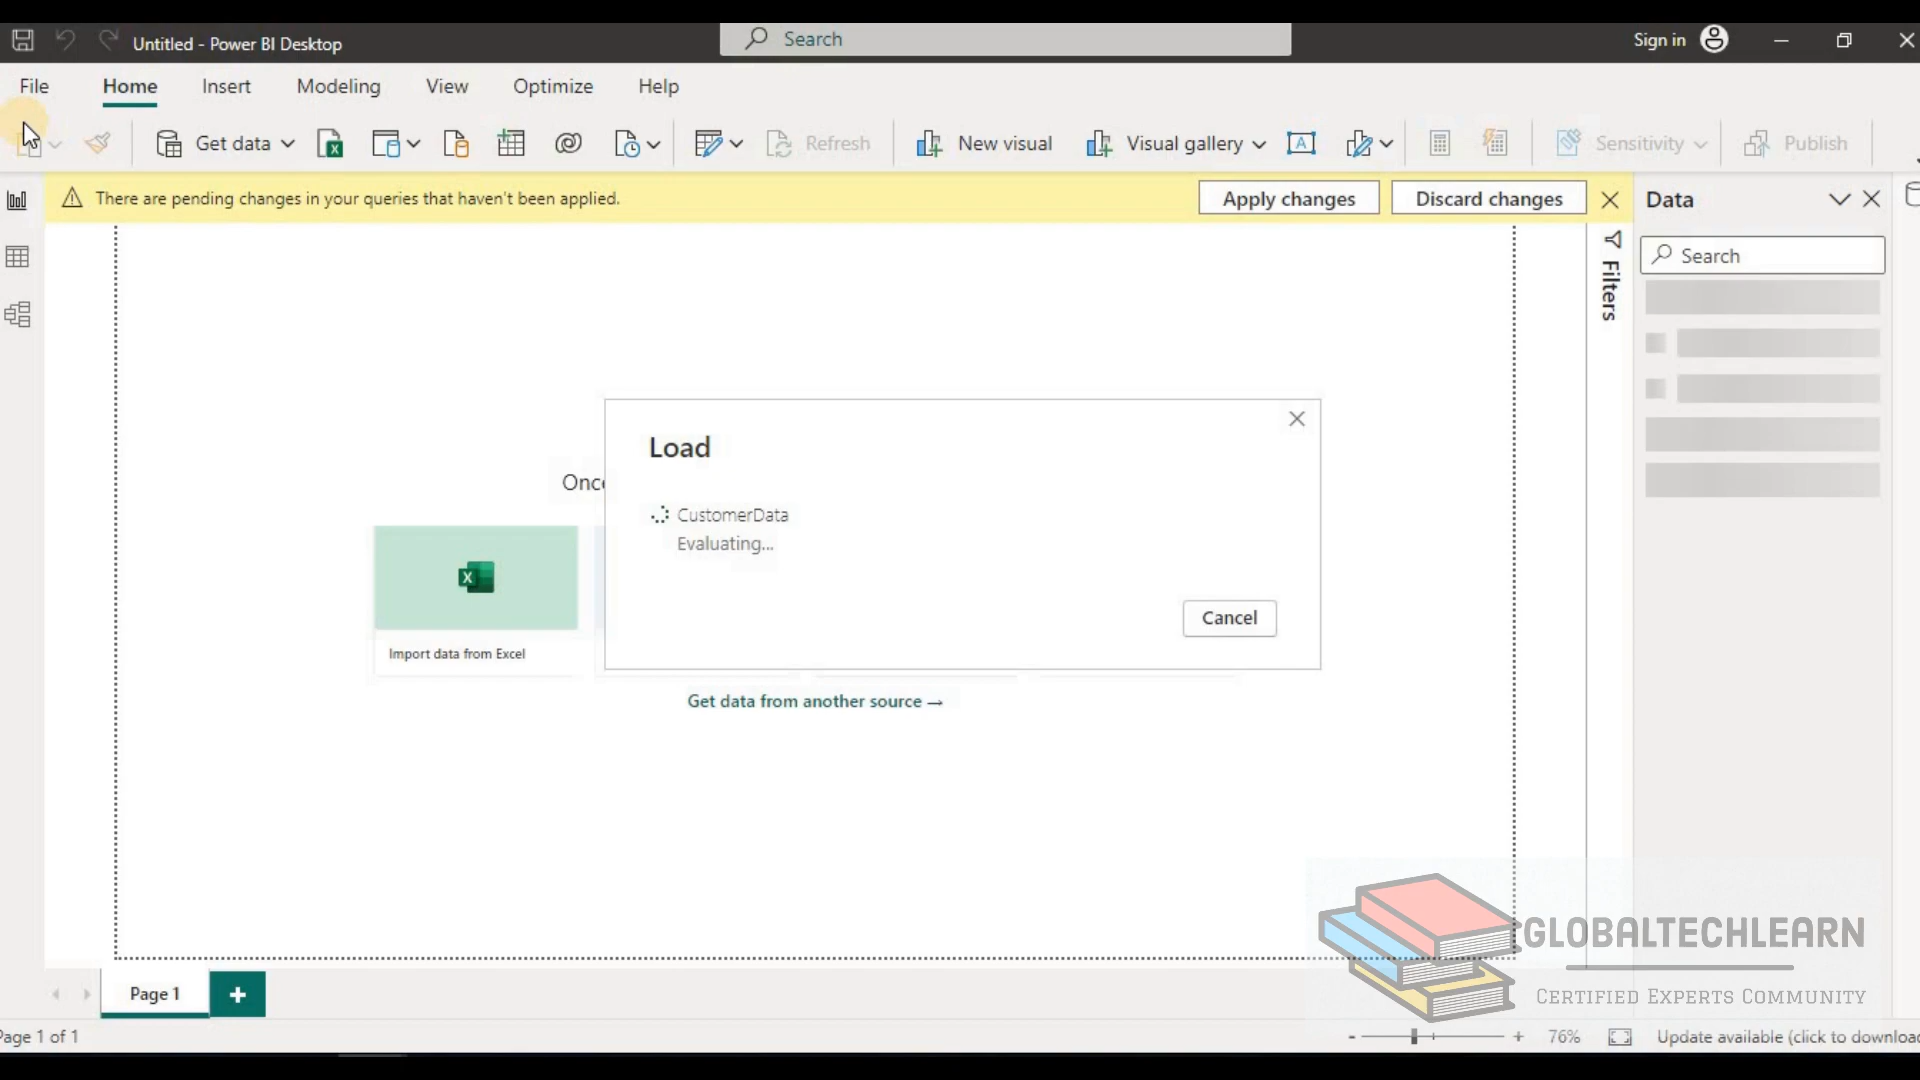 Untitled - Power BI Desktop
Search
Sign in
File
Home
Insert
Modeling
View
Optimize
Help
Get data
Refresh
New visual
Visual gallery
A
Sensitivity
Publish
There are pending changes in your queries that haven't been applied.
Apply changes
Discard changes
Data
Search
Filters
Load
Once
CustomerData
Evaluating...
Cancel
X
Import data from Excel
Get data from another source →
GLOBALTECHLEARN
CERTIFIED EXPERTS COMMUNITY
Page 1
+
Page 1 of 1
- + 76%
Update available (click to download